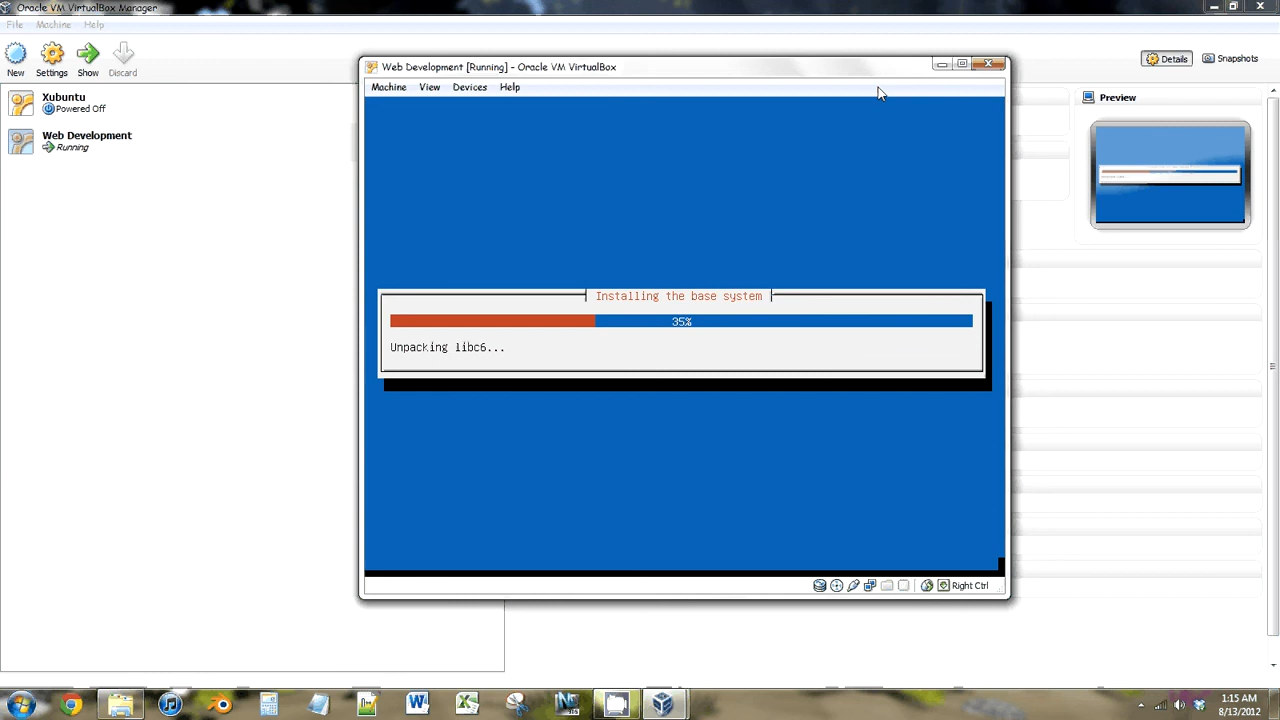 Oracle VM VirtualBox Manager
File Machine Help
New Settings Show Discard
Details Snapshots
Xubuntu
Powered Off
Web Development
Running
Web Development [Running] - Oracle VM VirtualBox
Machine View Devices Help
Installing the base system
35%
Unpacking libc6...
Right Ctrl
Preview
1:15 AM
8/13/2012